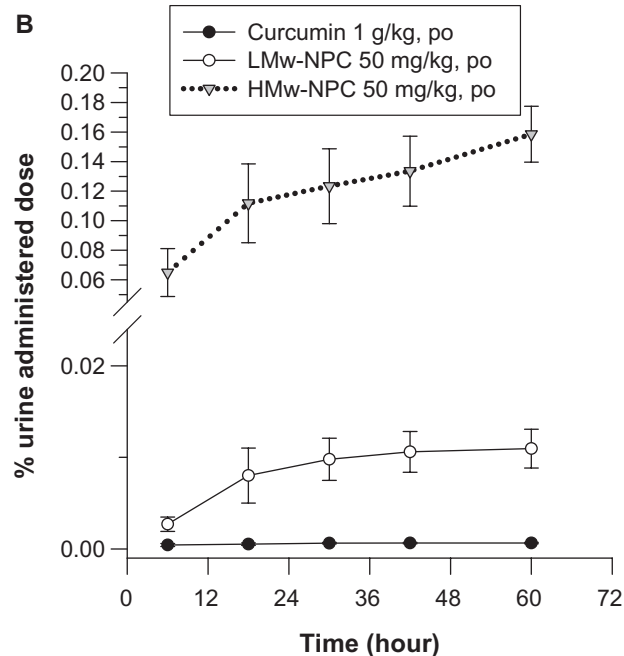 B
Curcumin 1 g/kg, po
LMw-NPC 50 mg/kg, po
HMw-NPC 50 mg/kg, po
0.20
0.18
0.16
0.14
0.12
0.10
0.08
0.06
0.02
0.00
% urine administered dose
0 12 24 36 48 60 72
Time (hour)